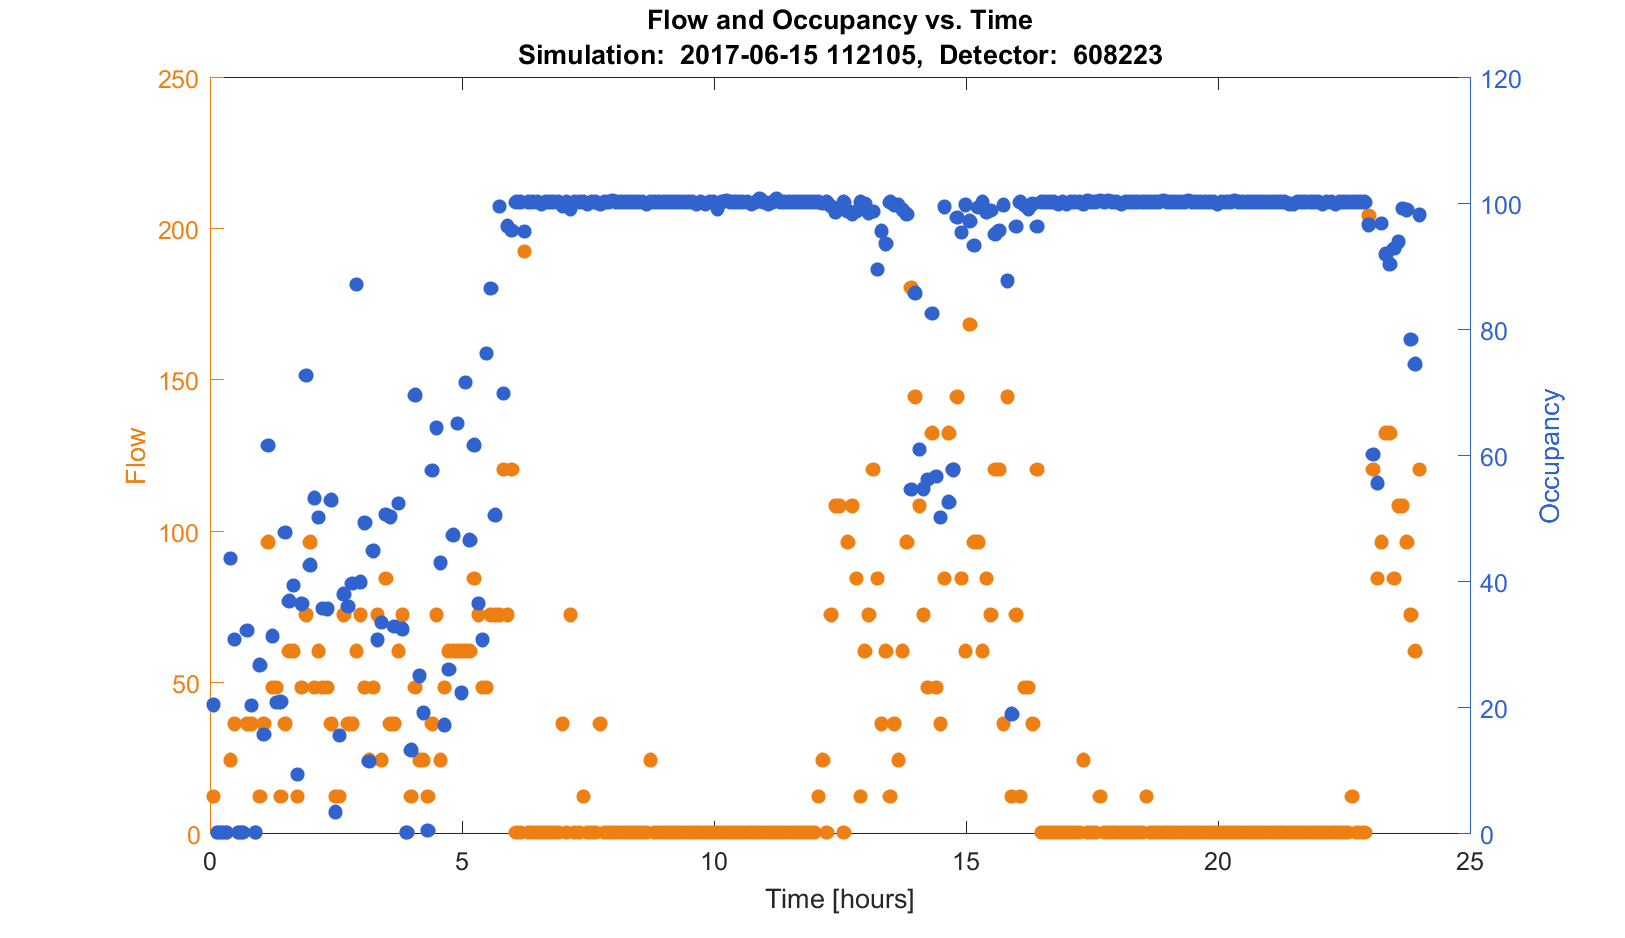 Flow and Occupancy vs. Time
Simulation:  2017-06-15 112105,  Detector:  608223
250
200
150
100
50
0
Flow
120
100
80
60
40
20
0
Occupancy
0 5 10 15 20 25
Time [hours]